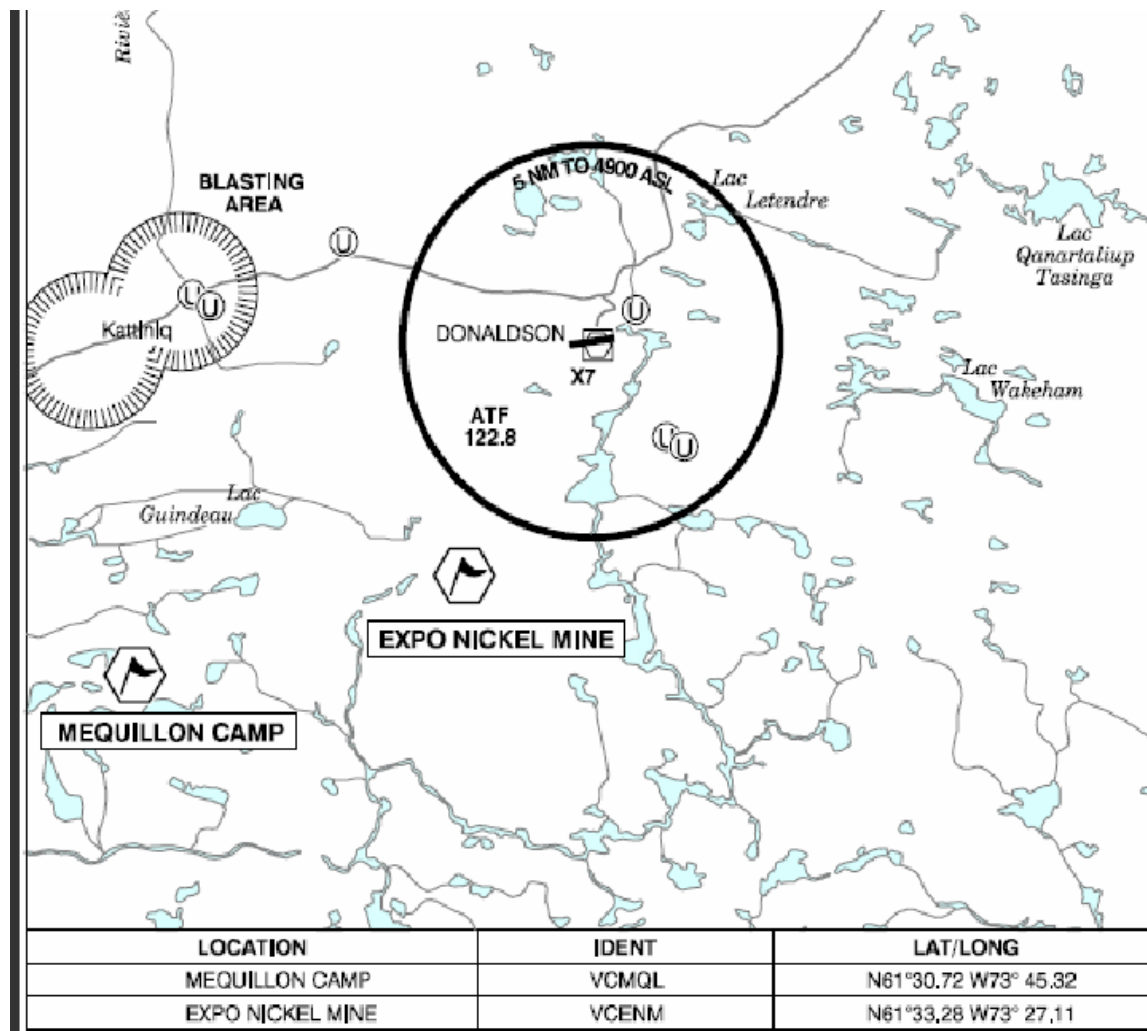 Riviè
BLASTING
AREA
5 NM TO 4900 ASL
Lac
Letendre
Lac
Qanartaliup
Tasinga
U
U
U
Kattiniq
U
DONALDSON
X7
Lac
Wakeham
ATF
122.8
U
U
Lac
Guindeau
EXPO NICKEL MINE
MEQUILLON CAMP
LOCATION IDENT LAT/LONG
MEQUILLON CAMP VCMQL N61°30.72 W73° 45.32
EXPO NICKEL MINE VCENM N61°33.28 W73° 27.11